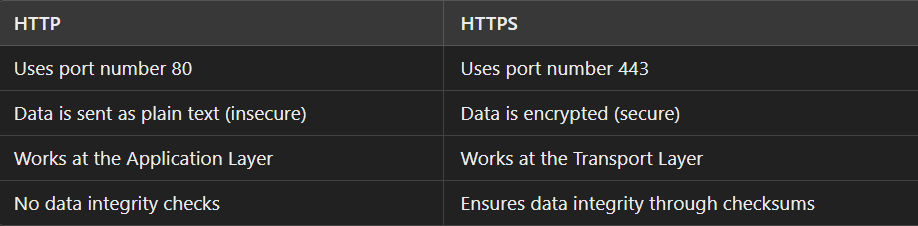 HTTP HTTPS
Uses port number 80 Uses port number 443
Data is sent as plain text (insecure) Data is encrypted (secure)
Works at the Application Layer Works at the Transport Layer
No data integrity checks Ensures data integrity through checksums